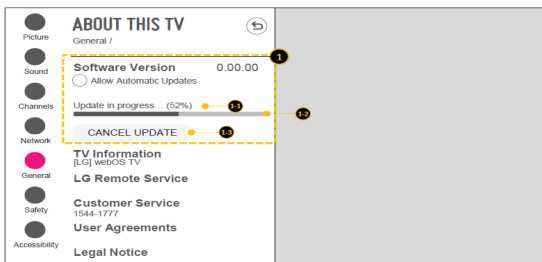 Picture
Sound
Channels
Network
General
Safety
Accessibility
ABOUT THIS TV
General /
Software Version 0.00.00
Allow Automatic Updates
Update in progress... (52%)
CANCEL UPDATE
TV Information
[LG] webOS TV
LG Remote Service
Customer Service
1544-1777
User Agreements
Legal Notice
1
1-1
1-2
1-3